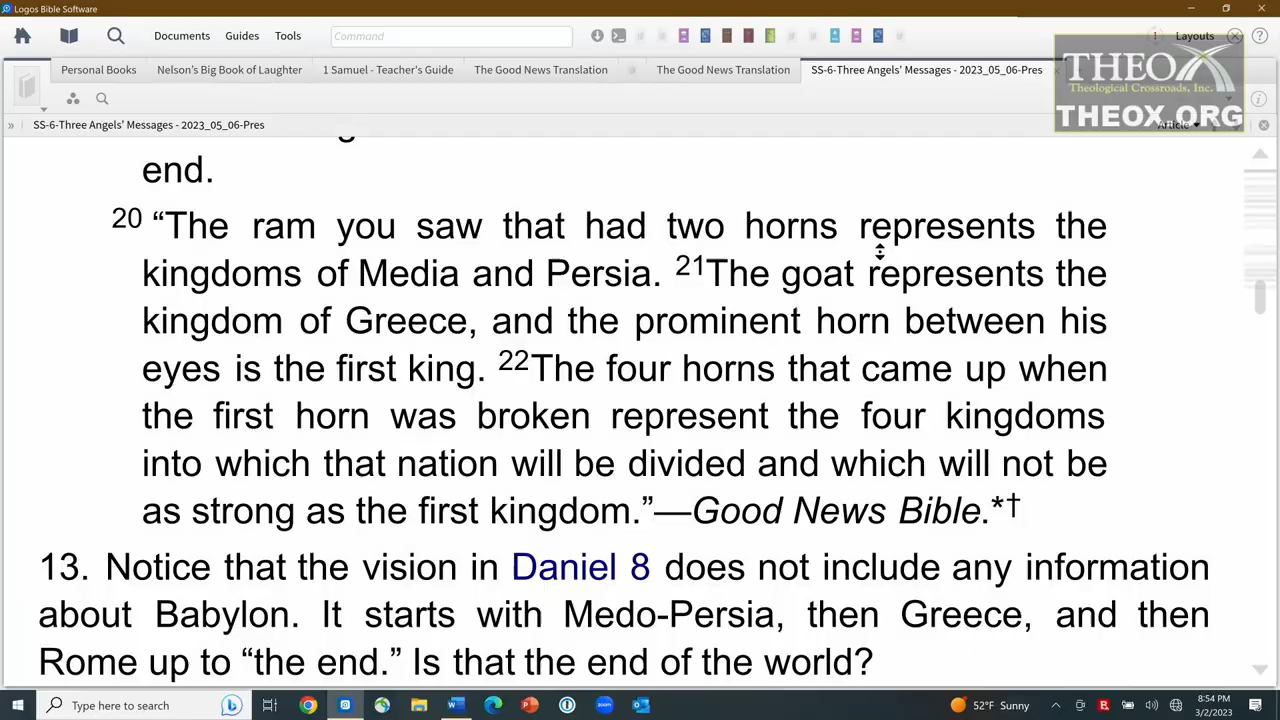 Logos Bible Software
Documents Guides Tools Command Layouts
Personal Books Nelson's Big Book of Laughter 1 Samuel - Teacher's Guide The Good News Translation The Good News Translation SS-6-Three Angels' Messages - 2023_05_06-Pres
THEOX
Theological Crossroads, Inc.
THEOX.ORG
» SS-6-Three Angels' Messages - 2023_05_06-Pres Article
end.
20 “The ram you saw that had two horns represents the
kingdoms of Media and Persia. 21The goat represents the
kingdom of Greece, and the prominent horn between his
eyes is the first king. 22The four horns that came up when
the first horn was broken represent the four kingdoms
into which that nation will be divided and which will not be
as strong as the first kingdom.”—Good News Bible.*†
13. Notice that the vision in Daniel 8 does not include any information
about Babylon. It starts with Medo-Persia, then Greece, and then
Rome up to “the end.” Is that the end of the world?
Type here to search
52°F Sunny
8:54 PM
3/2/2023